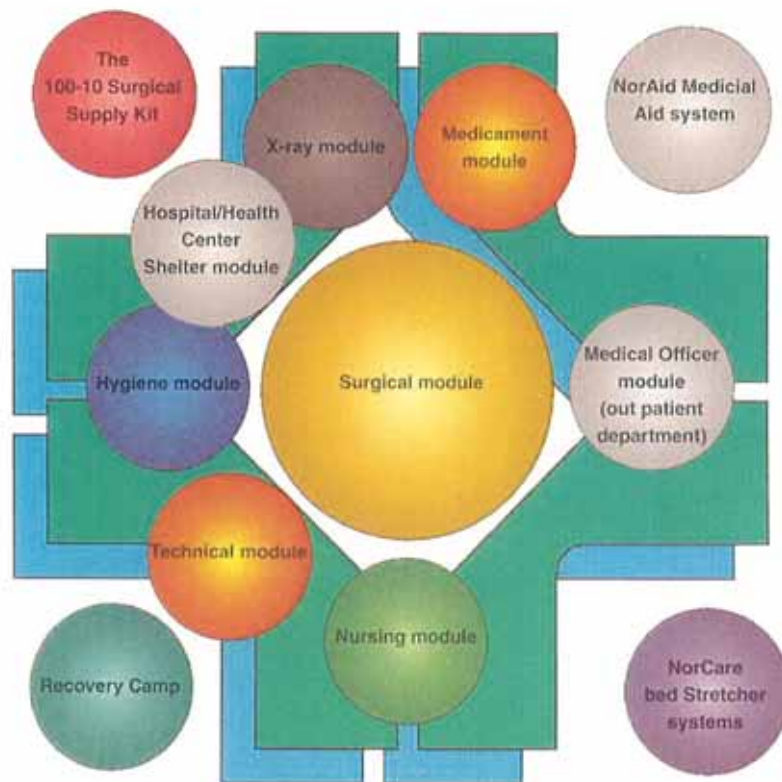 The
100-10 Surgical
Supply Kit
X-ray module
Medicament
module
NorAid Medicial
Aid system
Hospital/Health
Center
Shelter module
Hygiene module
Surgical module
Medical Officer
module
(out patient
department)
Technical module
Nursing module
Recovery Camp
NorCare
bed Stretcher
systems